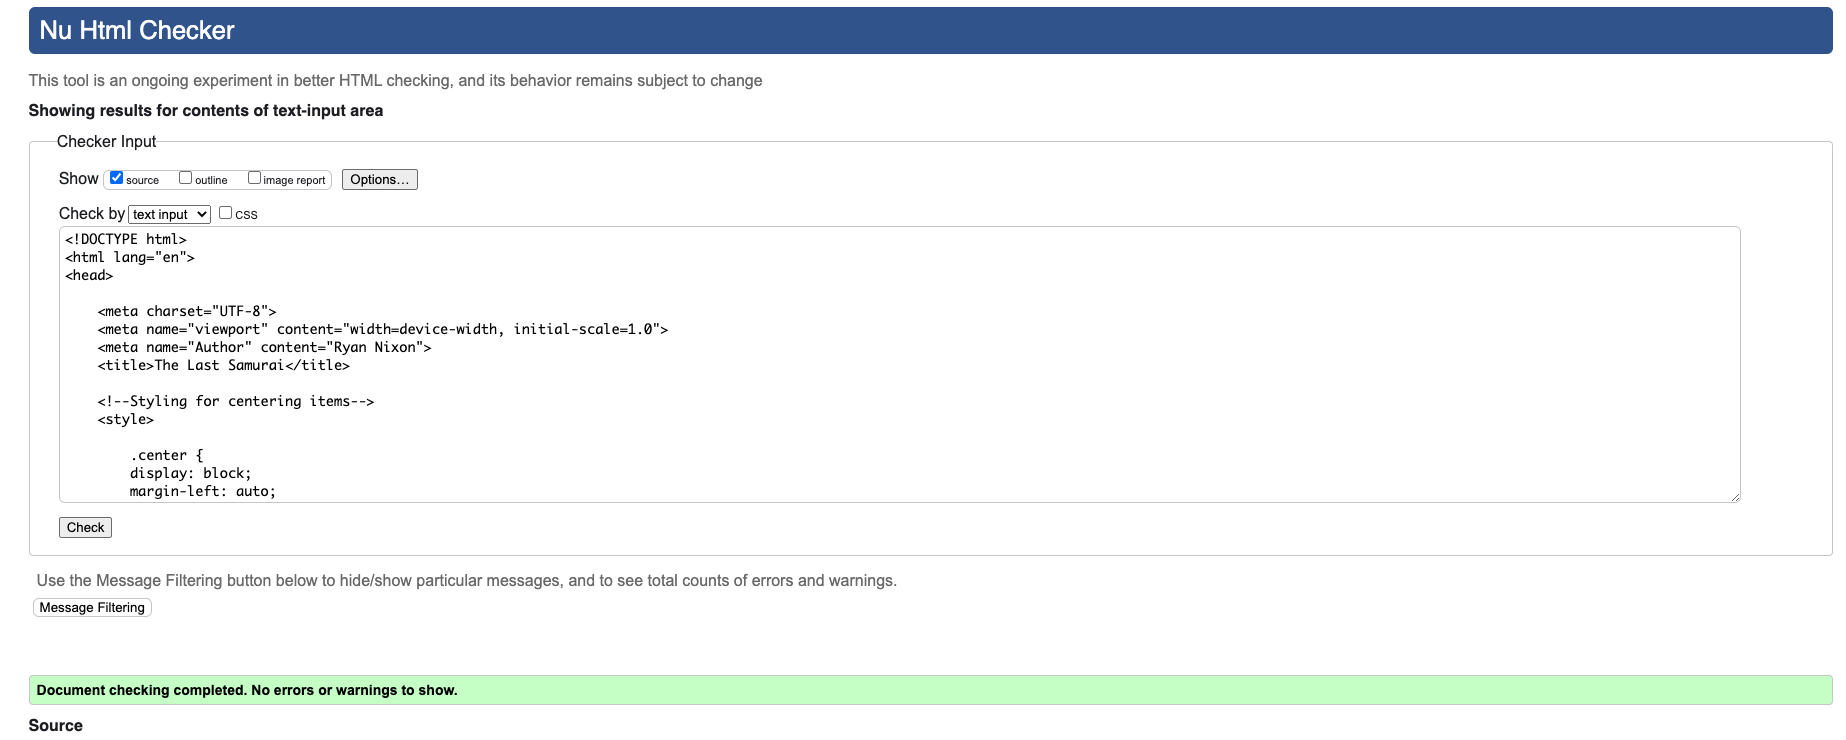 Nu Html Checker
This tool is an ongoing experiment in better HTML checking, and its behavior remains subject to change
Showing results for contents of text-input area
Checker Input
Show source outline image report Options...
Check by text input css
<!DOCTYPE html>
<html lang="en">
<head>
<meta charset="UTF-8">
<meta name="viewport" content="width=device-width, initial-scale=1.0">
<meta name="Author" content="Ryan Nixon">
<title>The Last Samurai</title>
<!--Styling for centering items-->
<style>
.center {
display: block;
margin-left: auto;
Check
Use the Message Filtering button below to hide/show particular messages, and to see total counts of errors and warnings.
Message Filtering
Document checking completed. No errors or warnings to show.
Source